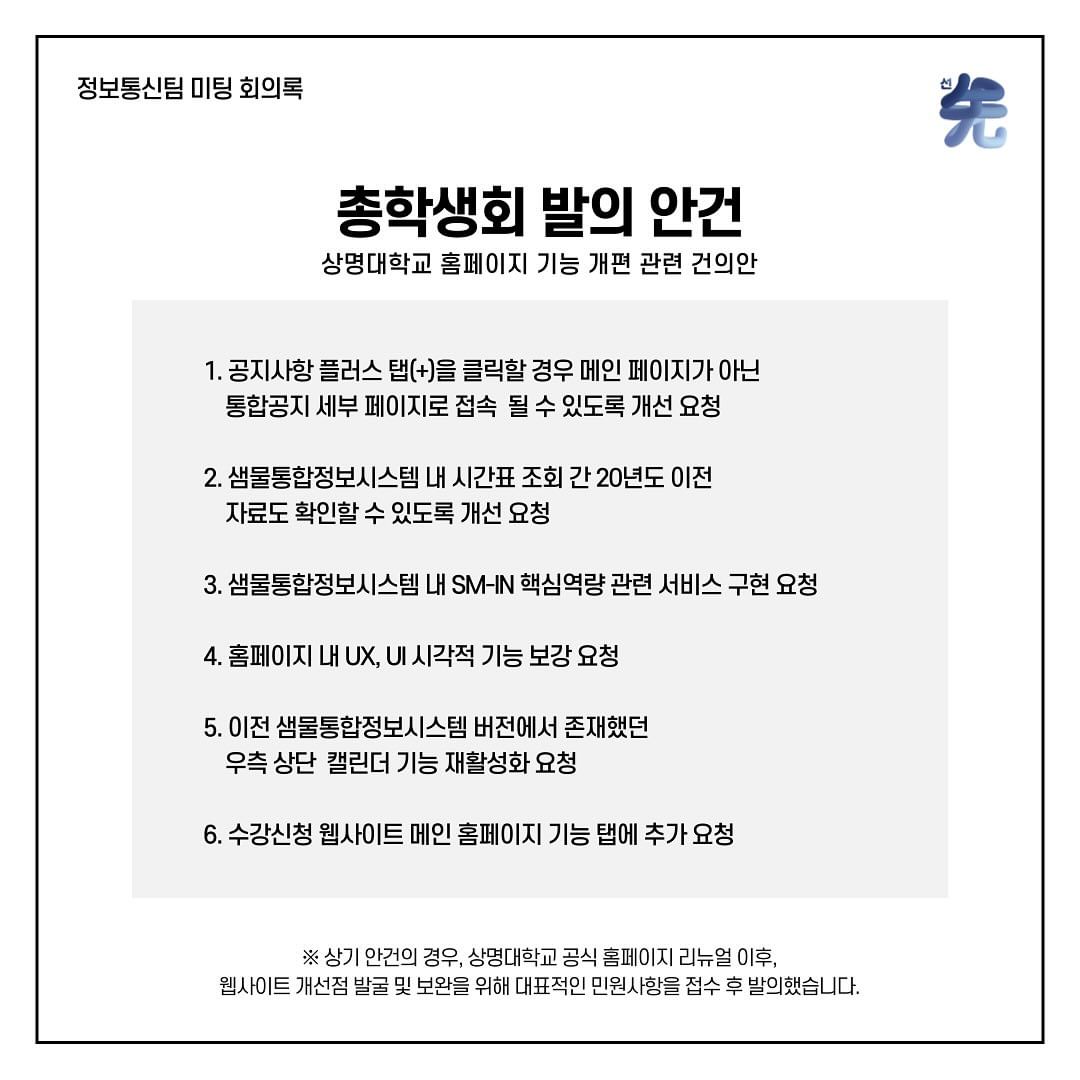 정보통신팀 미팅 회의록
선
先
총학생회 발의 안건
상명대학교 홈페이지 기능 개편 관련 건의안
1. 공지사항 플러스 탭(+)을 클릭할 경우 메인 페이지가 아닌
통합공지 세부 페이지로 접속 될 수 있도록 개선 요청
2. 샘물통합정보시스템 내 시간표 조회 간 20년도 이전
자료도 확인할 수 있도록 개선 요청
3. 샘물통합정보시스템 내 SM-IN 핵심역량 관련 서비스 구현 요청
4. 홈페이지 내 UX, UI 시각적 기능 보강 요청
5. 이전 샘물통합정보시스템 버전에서 존재했던
우측 상단 캘린더 기능 재활성화 요청
6. 수강신청 웹사이트 메인 홈페이지 기능 탭에 추가 요청
※ 상기 안건의 경우, 상명대학교 공식 홈페이지 리뉴얼 이후,
웹사이트 개선점 발굴 및 보완을 위해 대표적인 민원사항을 접수 후 발의했습니다.